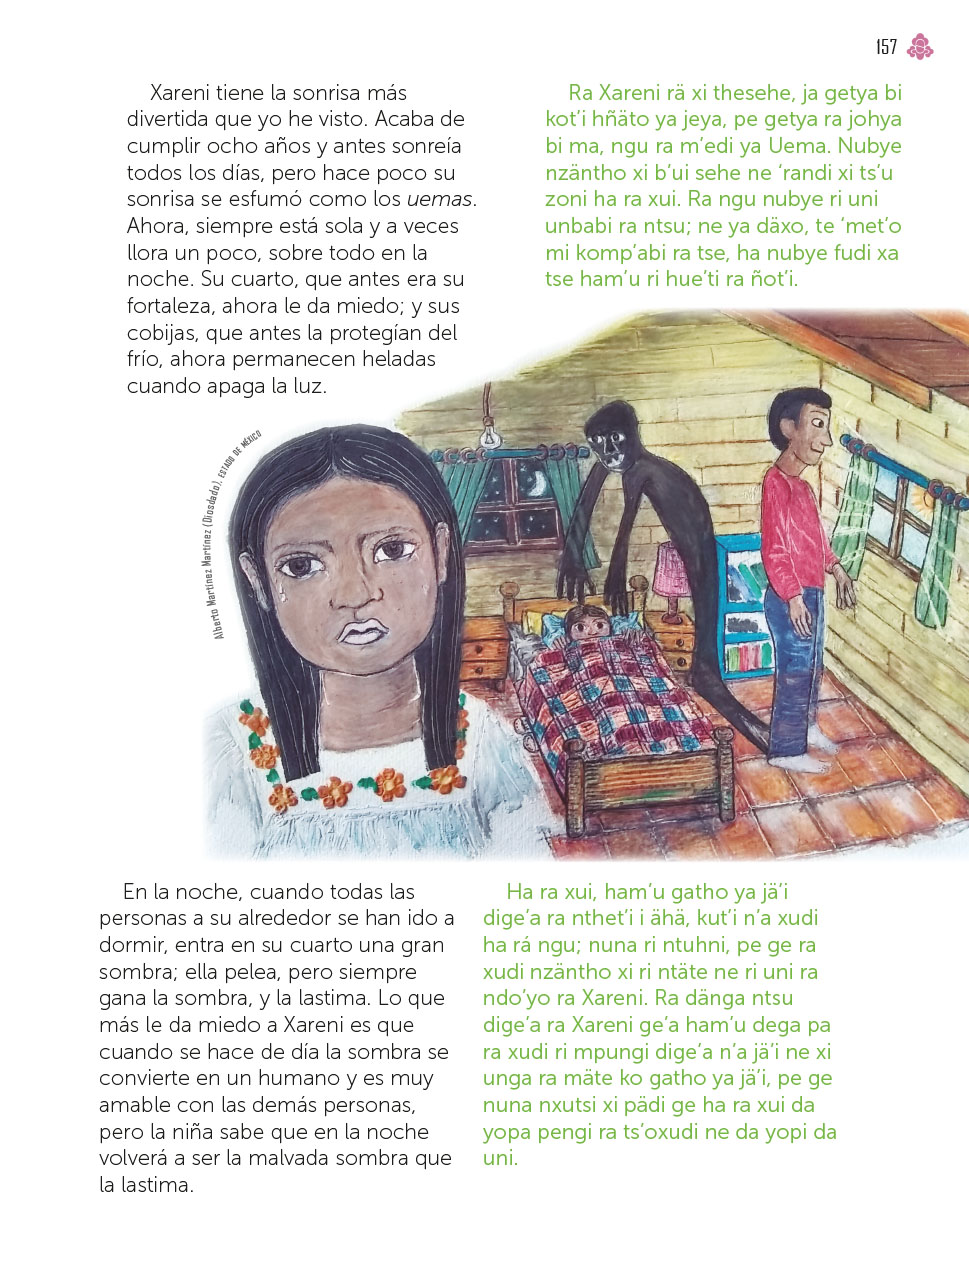 157
Xareni tiene la sonrisa más
divertida que yo he visto. Acaba de
cumplir ocho años y antes sonreía
todos los días, pero hace poco su
sonrisa se esfumó como los uemas.
Ahora, siempre está sola y a veces
llora un poco, sobre todo en la
noche. Su cuarto, que antes era su
fortaleza, ahora le da miedo; y sus
cobijas, que antes la protegían del
frío, ahora permanecen heladas
cuando apaga la luz.
Ra Xareni rä xi thesehe, ja getya bi
kot’i hñäto ya jeya, pe getya ra johya
bi ma, ngu ra m’edi ya Uema. Nubye
nzäntho xi b’ui sehe ne ‘randi xi ts’u
zoni ha ra xui. Ra ngu nubye ri uni
unbabi ra ntsu; ne ya däxo, te ‘met’o
mi komp’abi ra tse, ha nubye fudi xa
tse ham’u ri hue’ti ra ñot’i.
Alberto Martínez Martínez (Diosdado), ESTADO DE MÉXICO
En la noche, cuando todas las
personas a su alrededor se han ido a
dormir, entra en su cuarto una gran
sombra; ella pelea, pero siempre
gana la sombra, y la lastima. Lo que
más le da miedo a Xareni es que
cuando se hace de día la sombra se
convierte en un humano y es muy
amable con las demás personas,
pero la niña sabe que en la noche
volverá a ser la malvada sombra que
la lastima.
Ha ra xui, ham’u gatho ya jä’i
dige’a ra nthet’i i ähä, kut’i n’a xudi
ha rá ngu; nuna ri ntuhni, pe ge ra
xudi nzäntho xi ri ntäte ne ri uni ra
ndo’yo ra Xareni. Ra dänga ntsu
dige’a ra Xareni ge’a ham’u dega pa
ra xudi ri mpungi dige’a n’a jä’i ne xi
unga ra mäte ko gatho ya jä’i, pe ge
nuna nxutsi xi pädi ge ha ra xui da
yopa pengi ra ts’oxudi ne da yopi da
uni.